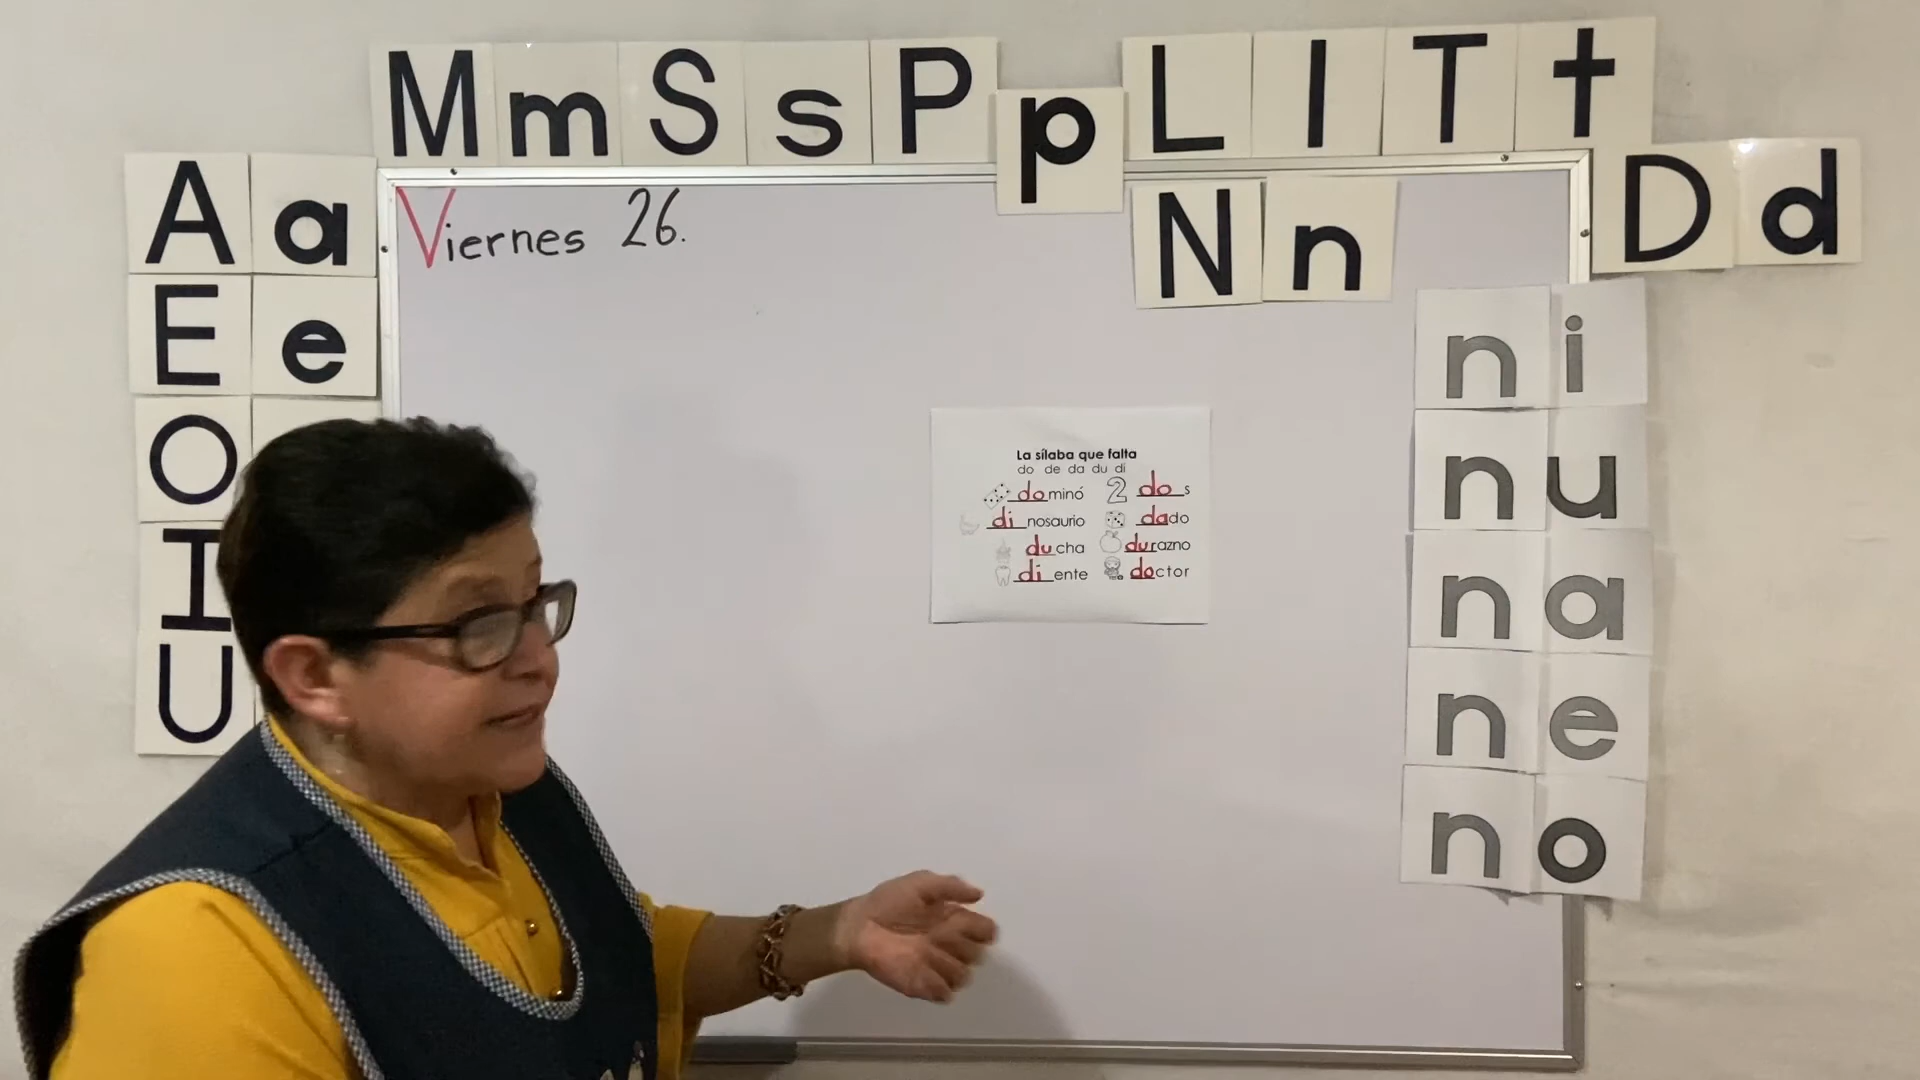 M m S s P p L l T t
D d
N n
A a
E e
O
I
U
Viernes 26.
La sílaba que falta
do de da du di
dominó
2 dos
dinosaurio
dado
ducha
durazno
diente
doctor
ni
nu
na
ne
no